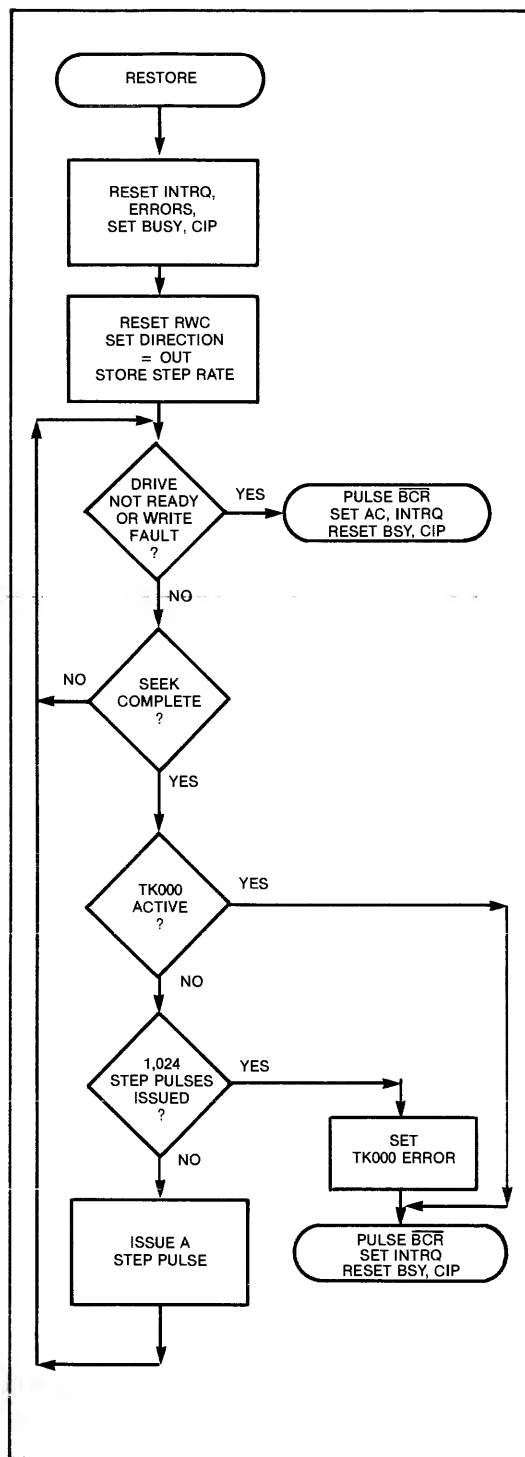 RESTORE
RESET INTRQ,
ERRORS,
SET BUSY, CIP
RESET RWC
SET DIRECTION
= OUT
STORE STEP RATE
DRIVE
NOT READY
OR WRITE
FAULT
?
YES
PULSE BCR
SET AC, INTRQ
RESET BSY, CIP
NO
SEEK
COMPLETE
?
NO
YES
TK000
ACTIVE
?
YES
NO
1,024
STEP PULSES
ISSUED
?
YES
SET
TK000 ERROR
NO
ISSUE A
STEP PULSE
PULSE BCR
SET INTRQ
RESET BSY, CIP